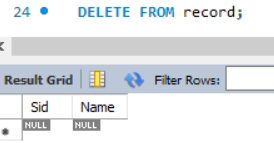 24 DELETE FROM record;
Result Grid Filter Rows:
Sid Name
NULL NULL